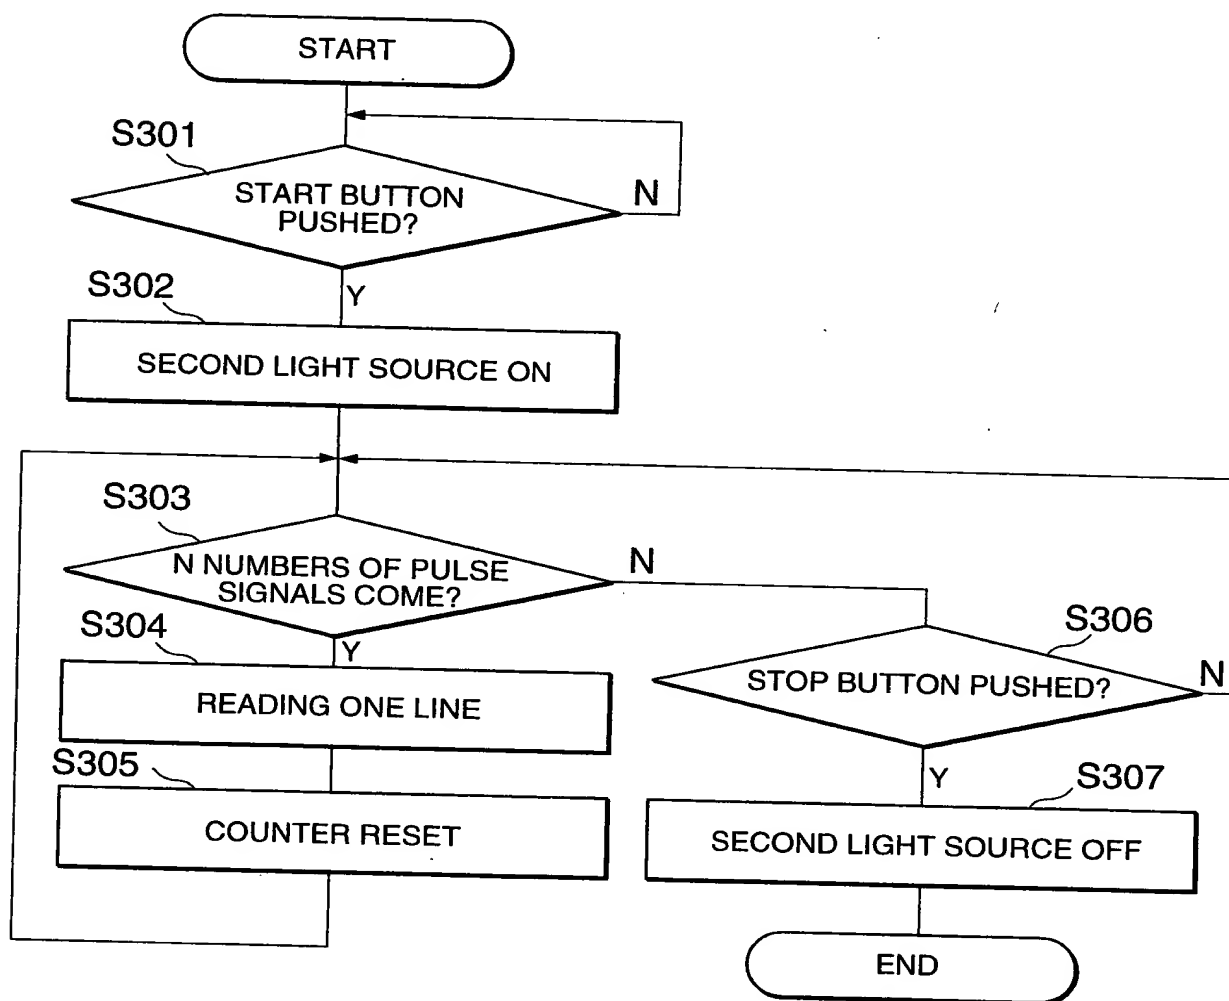 START
S301
START BUTTON
PUSHED?
N
Y
S302
SECOND LIGHT SOURCE ON
S303
N NUMBERS OF PULSE
SIGNALS COME?
N
Y
S304
READING ONE LINE
S305
COUNTER RESET
S306
STOP BUTTON PUSHED?
N
Y
S307
SECOND LIGHT SOURCE OFF
END